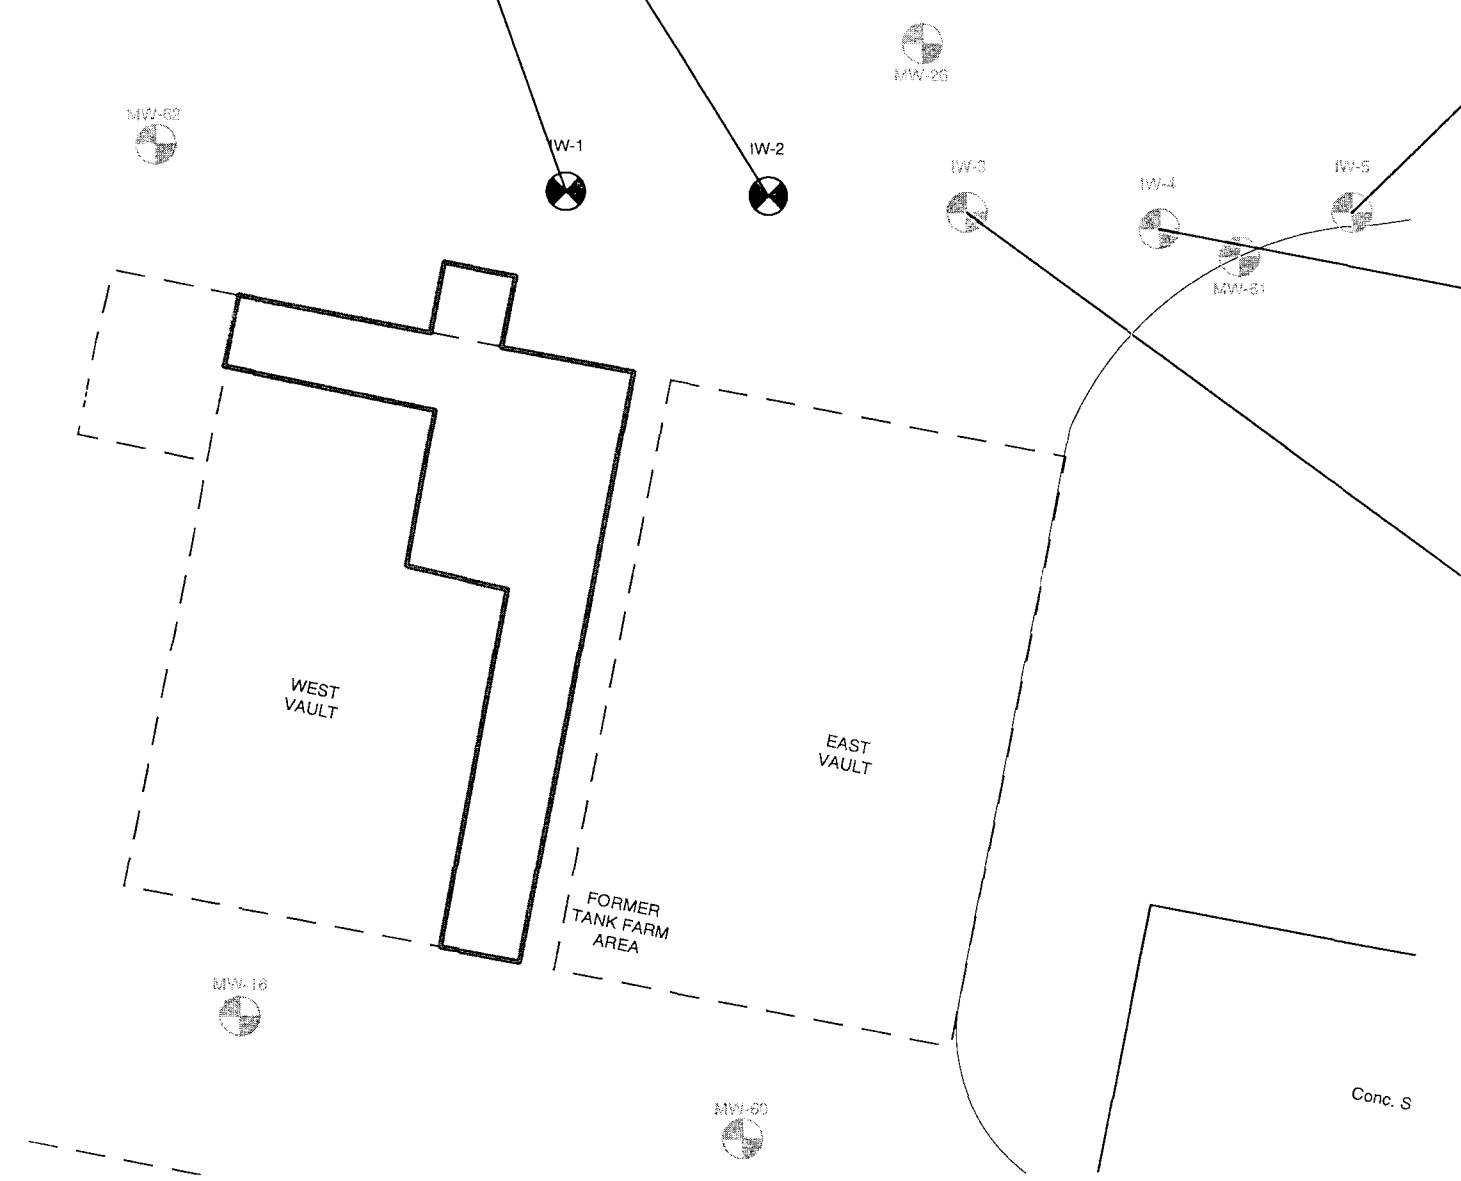 MW-26
MW-62
IW-1
IW-2
IW-3
IW-4
IW-5
MW-61
WEST
VAULT
EAST
VAULT
FORMER
TANK FARM
AREA
MW-16
Conc. S
MW-60